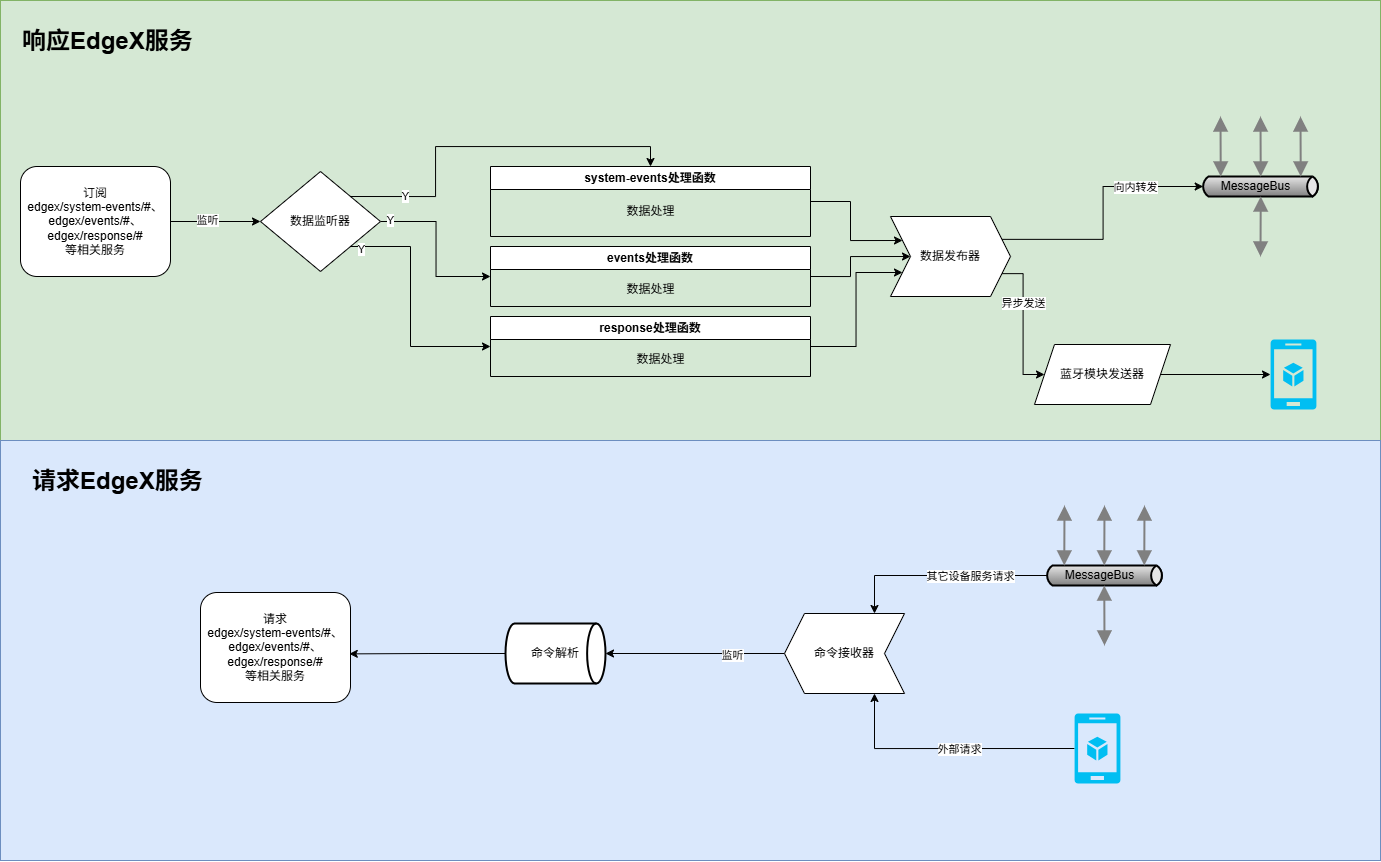 响应EdgeX服务
订阅
edgex/system-events/#、
edgex/events/#、
edgex/response/#
等相关服务
监听
数据监听器
Y
Y
Y
system-events处理函数
数据处理
events处理函数
数据处理
response处理函数
数据处理
数据发布器
向内转发
MessageBus
异步发送
蓝牙模块发送器
请求EdgeX服务
请求
edgex/system-events/#、
edgex/events/#、
edgex/response/#
等相关服务
命令解析
监听
命令接收器
其它设备服务请求
MessageBus
外部请求